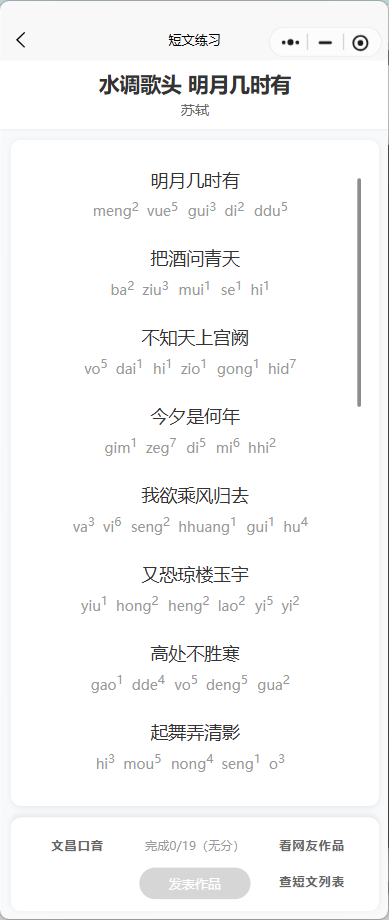 短文练习
水调歌头 明月几时有
苏轼
明月几时有
meng² vue⁵ gui³ di² ddu⁵
把酒问青天
ba² ziu³ mui¹ se¹ hi¹
不知天上宫阙
vo⁵ dai¹ hi¹ zio¹ gong¹ hid⁷
今夕是何年
gim¹ zeg⁷ di⁵ mi⁶ hhi²
我欲乘风归去
va³ vi⁶ seng² hhuang¹ gui¹ hu⁴
又恐琼楼玉宇
yiu¹ hong² heng² lao² yi⁵ yi²
高处不胜寒
gao¹ dde⁴ vo⁵ deng⁵ gua²
起舞弄清影
hi³ mou⁵ nong⁴ seng¹ o³
文昌口音 完成0/19（无分） 看网友作品
发表作品 查短文列表